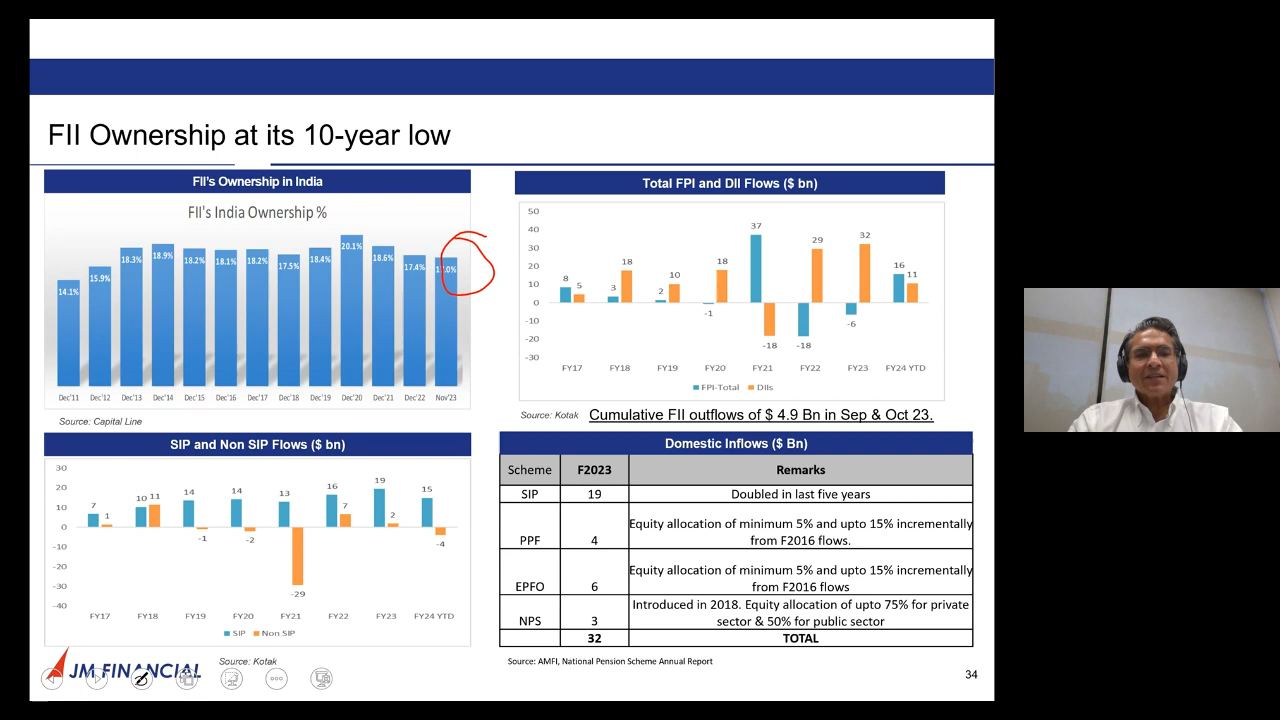 FII Ownership at its 10-year low
FII's Ownership in India
FII's India Ownership %
14.1% 15.9% 18.3% 18.9% 18.2% 18.1% 18.2% 17.5% 18.4% 20.1% 18.6% 17.4%
Dec'11 Dec'12 Dec'13 Dec'14 Dec'15 Dec'16 Dec'17 Dec'18 Dec'19 Dec'20 Dec'21 Dec'22 Nov'23
Source: Capital Line
Total FPI and DII Flows ($ bn)
50
40
30
20
10
0
-10
-20
-30
8 5 3 18 2 10 -1 18 37 -18 -18 29 -6 32 16 11
FY17 FY18 FY19 FY20 FY21 FY22 FY23 FY24 YTD
FPI-Total DIIs
Source: Kotak Cumulative FII outflows of $ 4.9 Bn in Sep & Oct 23.
SIP and Non SIP Flows ($ bn)
30
20
10
0
-10
-20
-30
-40
7 1 10 11 14 -1 14 -2 13 -29 16 7 19 2 15 -4
FY17 FY18 FY19 FY20 FY21 FY22 FY23 FY24 YTD
SIP Non SIP
Source: Kotak
Domestic Inflows ($ Bn)
Scheme F2023 Remarks
SIP 19 Doubled in last five years
PPF 4 Equity allocation of minimum 5% and upto 15% incrementally
from F2016 flows.
EPFO 6 Equity allocation of minimum 5% and upto 15% incrementally
from F2016 flows
NPS 3 Introduced in 2018. Equity allocation of upto 75% for private
sector & 50% for public sector
32 TOTAL
Source: AMFI, National Pension Scheme Annual Report
JM FINANCIAL
34